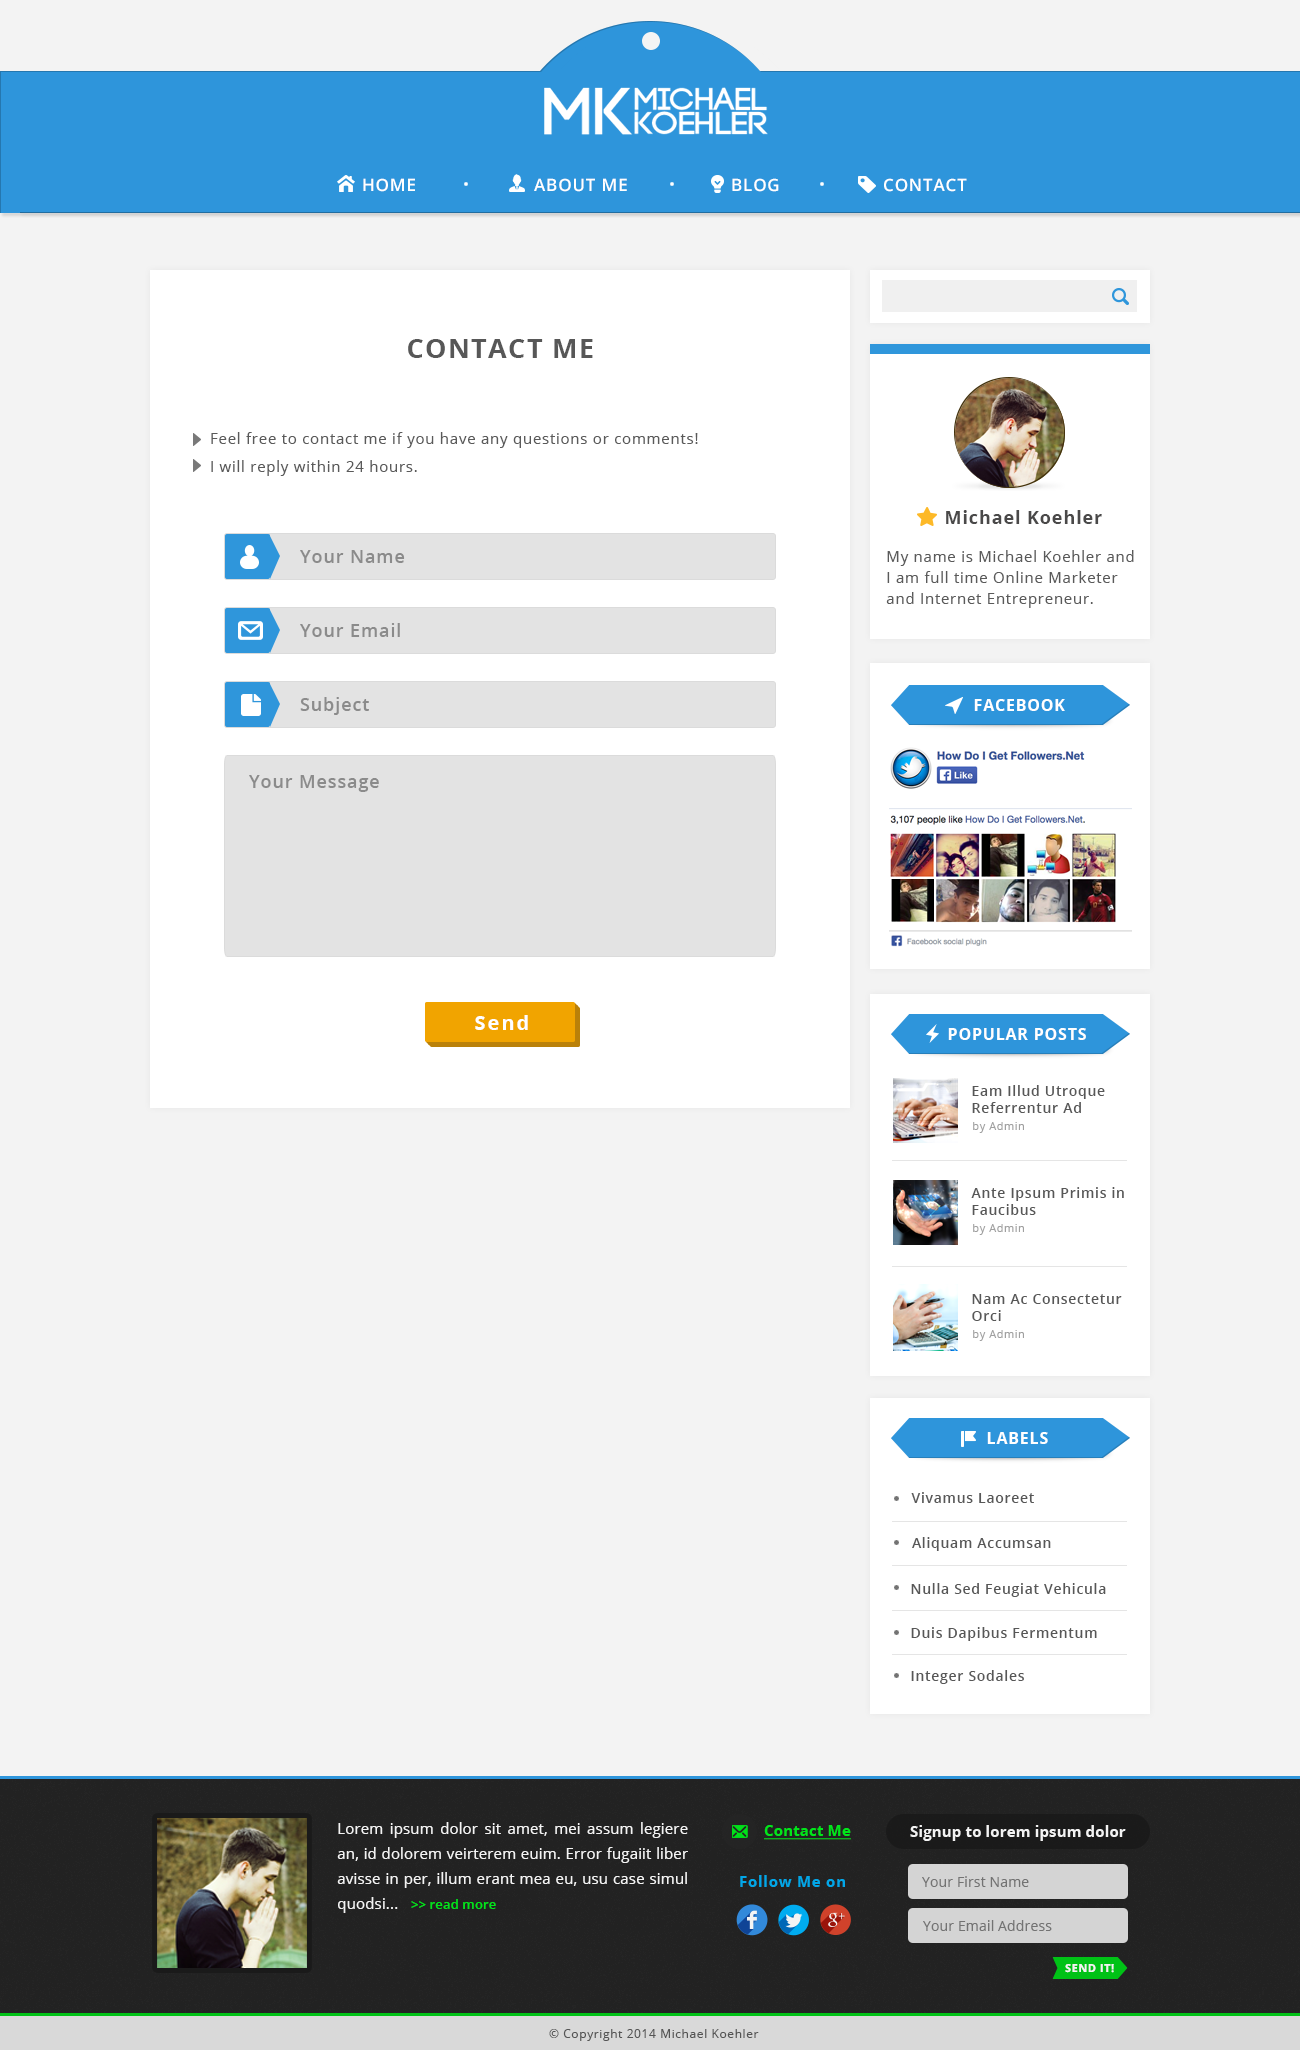 MK MICHAEL
KOEHLER
HOME • ABOUT ME • BLOG • CONTACT
CONTACT ME
Feel free to contact me if you have any questions or comments!
I will reply within 24 hours.
Your Name
Your Email
Subject
Your Message
Send
Michael Koehler
My name is Michael Koehler and
I am full time Online Marketer
and Internet Entrepreneur.
FACEBOOK
How Do I Get Followers.Net
Like
3,107 people like How Do I Get Followers.Net.
Facebook social plugin
POPULAR POSTS
Eam Illud Utroque
Referrentur Ad
by Admin
Ante Ipsum Primis in
Faucibus
by Admin
Nam Ac Consectetur
Orci
by Admin
LABELS
• Vivamus Laoreet
• Aliquam Accumsan
• Nulla Sed Feugiat Vehicula
• Duis Dapibus Fermentum
• Integer Sodales
Lorem ipsum dolor sit amet, mei assum legiere
an, id dolorem veirterem euim. Error fugaiit liber
avisse in per, illum erant mea eu, usu case simul
quodsi... >> read more
Contact Me
Follow Me on
Signup to lorem ipsum dolor
Your First Name
Your Email Address
SEND IT!
© Copyright 2014 Michael Koehler